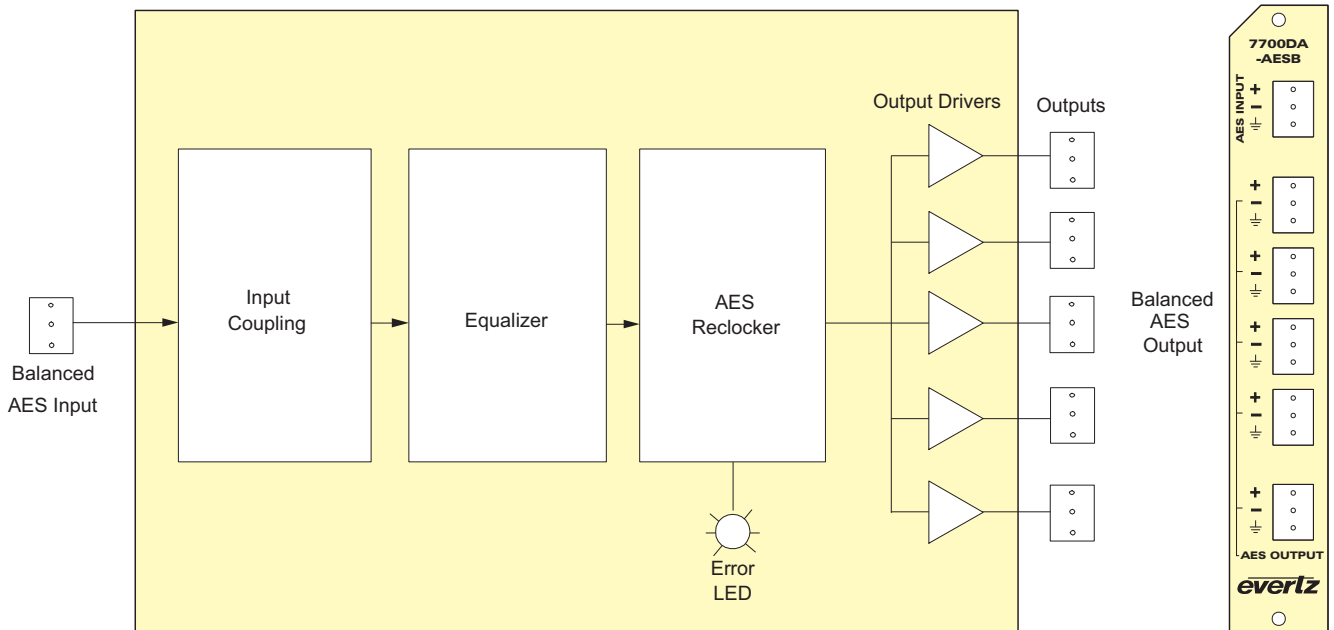 Output Drivers
Outputs
Input
Coupling
Equalizer
AES
Reclocker
Balanced
AES Input
Error
LED
Balanced
AES
Output
7700DA
-AESB
AES INPUT
+
−
+
−
+
−
+
−
+
−
+
−
AES OUTPUT
evertz